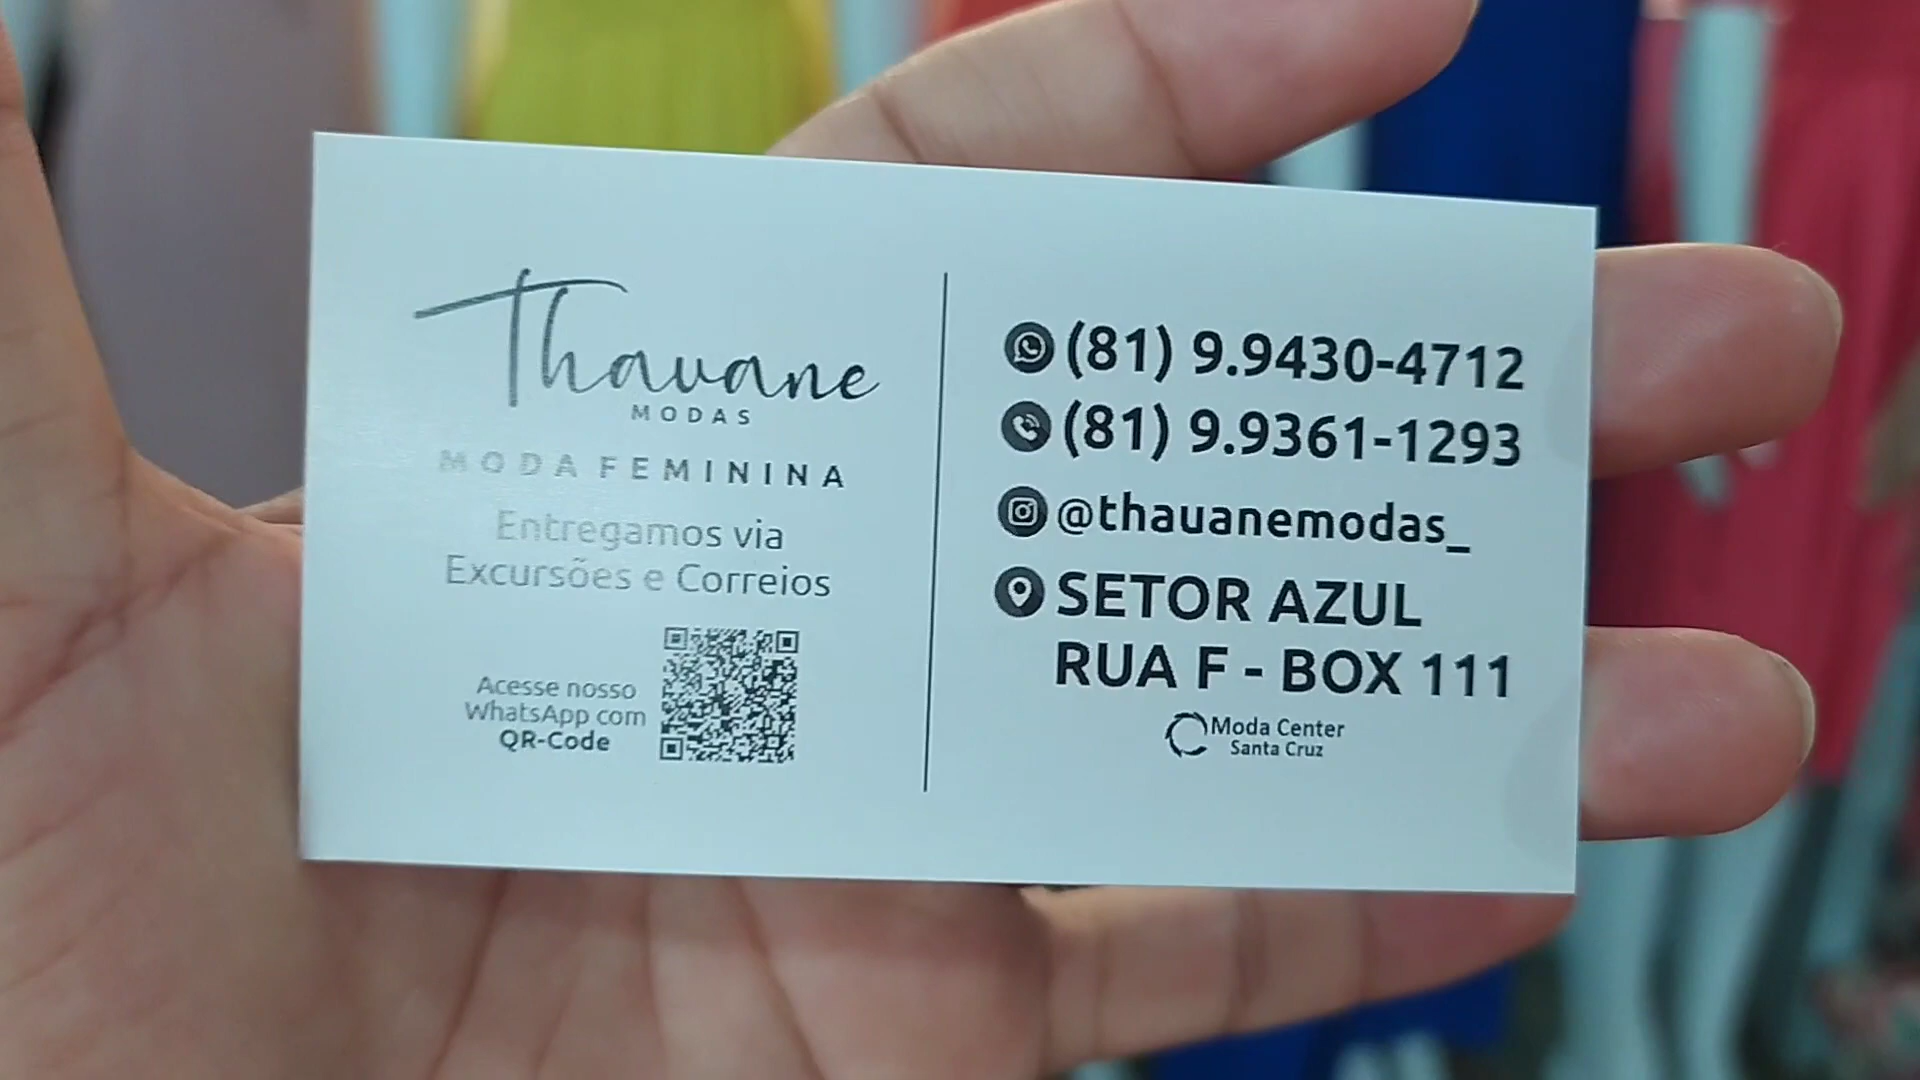 Thauane
MODAS
MODA FEMININA
Entregamos via
Excursões e Correios
Acesse nosso
WhatsApp com
QR-Code
(81) 9.9430-4712
(81) 9.9361-1293
@thauanemodas_
SETOR AZUL
RUA F - BOX 111
Moda Center
Santa Cruz